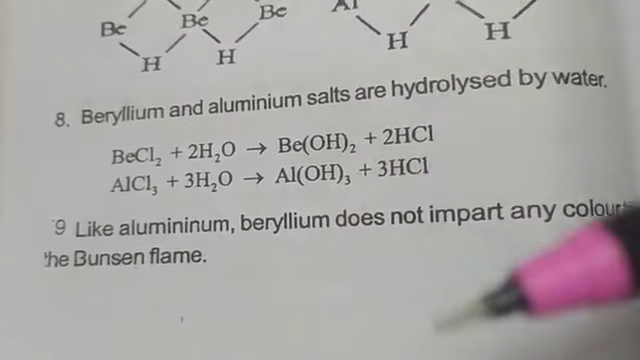 Be Be Be Al
H H H H
8. Beryllium and aluminium salts are hydrolysed by water.
BeCl₂ + 2H₂O → Be(OH)₂ + 2HCl
AlCl₃ + 3H₂O → Al(OH)₃ + 3HCl
9 Like alumininum, beryllium does not impart any colour
the Bunsen flame.